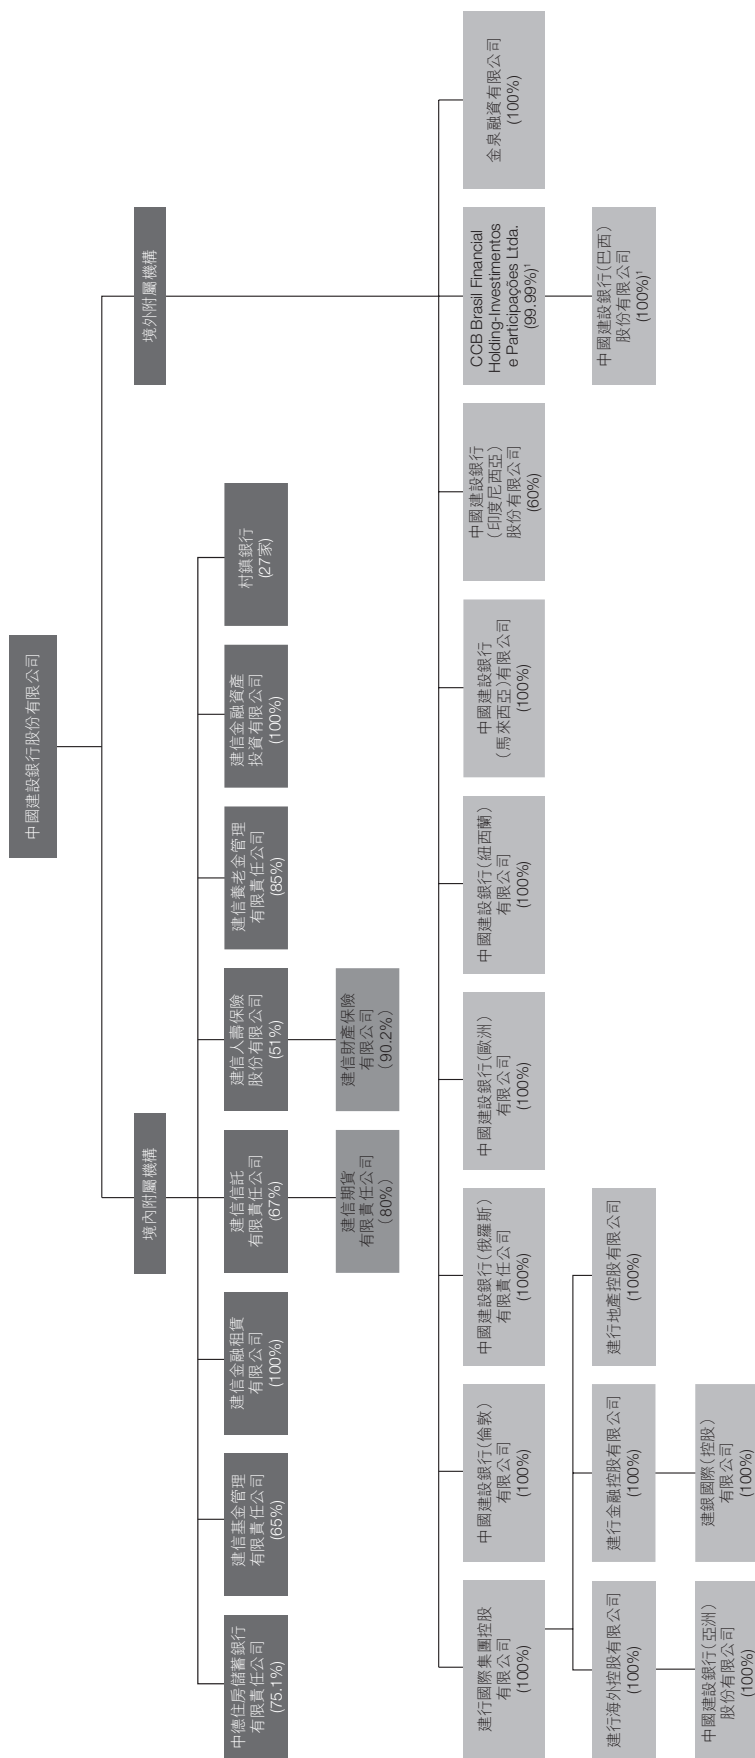 中國建設銀行股份有限公司
境內附屬機構
境外附屬機構
中德住房儲蓄銀行
有限責任公司
(75.1%)
建信基金管理
有限責任公司
(65%)
建信金融租賃
有限公司
(100%)
建信信託
有限責任公司
(67%)
建信人壽保險
股份有限公司
(51%)
建信養老金管理
有限責任公司
(85%)
建信金融資產
投資有限公司
(100%)
村鎮銀行
(27家)
建信期貨
有限責任公司
(80%)
建信財產保險
有限公司
(90.2%)
建行國際集團控股
有限公司
(100%)
中國建設銀行(倫敦)
有限公司
(100%)
中國建設銀行(俄羅斯)
有限責任公司
(100%)
中國建設銀行(歐洲)
有限公司
(100%)
中國建設銀行(紐西蘭)
有限公司
(100%)
中國建設銀行
(馬來西亞)有限公司
(100%)
中國建設銀行
(印度尼西亞)
股份有限公司
(60%)
CCB Brasil Financial
Holding-Investimentos
e Participações Ltda.
(99.99%)¹
金泉融資有限公司
(100%)
建行海外控股有限公司
(100%)
建行金融控股有限公司
(100%)
建行地產控股有限公司
(100%)
中國建設銀行(巴西)
股份有限公司
(100%)¹
中國建設銀行(亞洲)
股份有限公司
(100%)
建銀國際(控股)
有限公司
(100%)